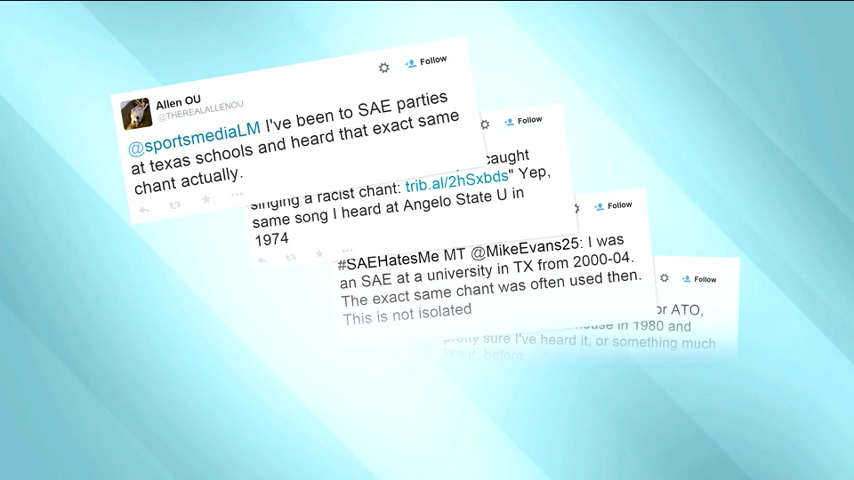 Follow
Allen OU
@THEREALALLENOU
@sportsmediaLM I've been to SAE parties
at texas schools and heard that exact same
chant actually.
Follow
caught
singing a racist chant: trib.al/2hSxbds" Yep,
same song I heard at Angelo State U in
1974
Follow
#SAEHatesMe MT @MikeEvans25: I was
an SAE at a university in TX from 2000-04.
The exact same chant was often used then.
This is not isolated
Follow
or ATO,
house in 1980 and
pretty sure I've heard it, or something much
like it, before